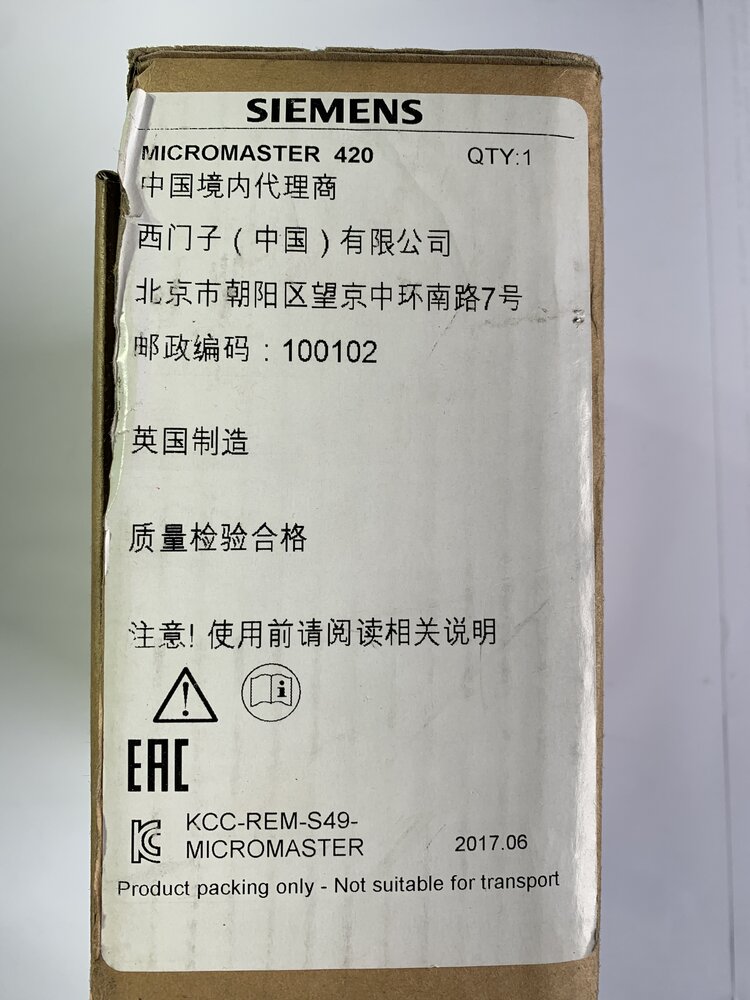 SIEMENS
MICROMASTER 420 QTY:1
中国境内代理商
西门子(中国)有限公司
北京市朝阳区望京中环南路7号
邮政编码:100102
英国制造
质量检验合格
注意!使用前请阅读相关说明
EAC
KCC-REM-S49-
MICROMASTER 2017.06
Product packing only - Not suitable for transport